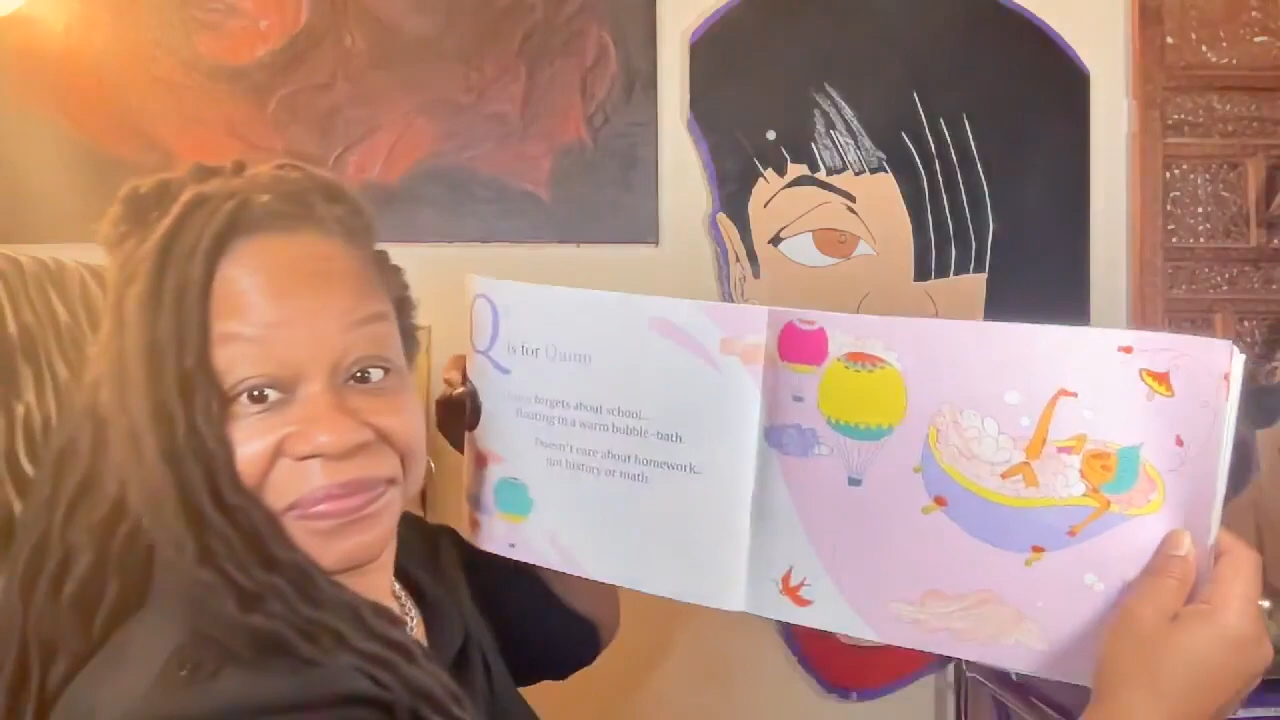 Q is for Quinn
forgets about school...
floating in a warm bubble-bath.
Doesn't care about homework...
not history or math.